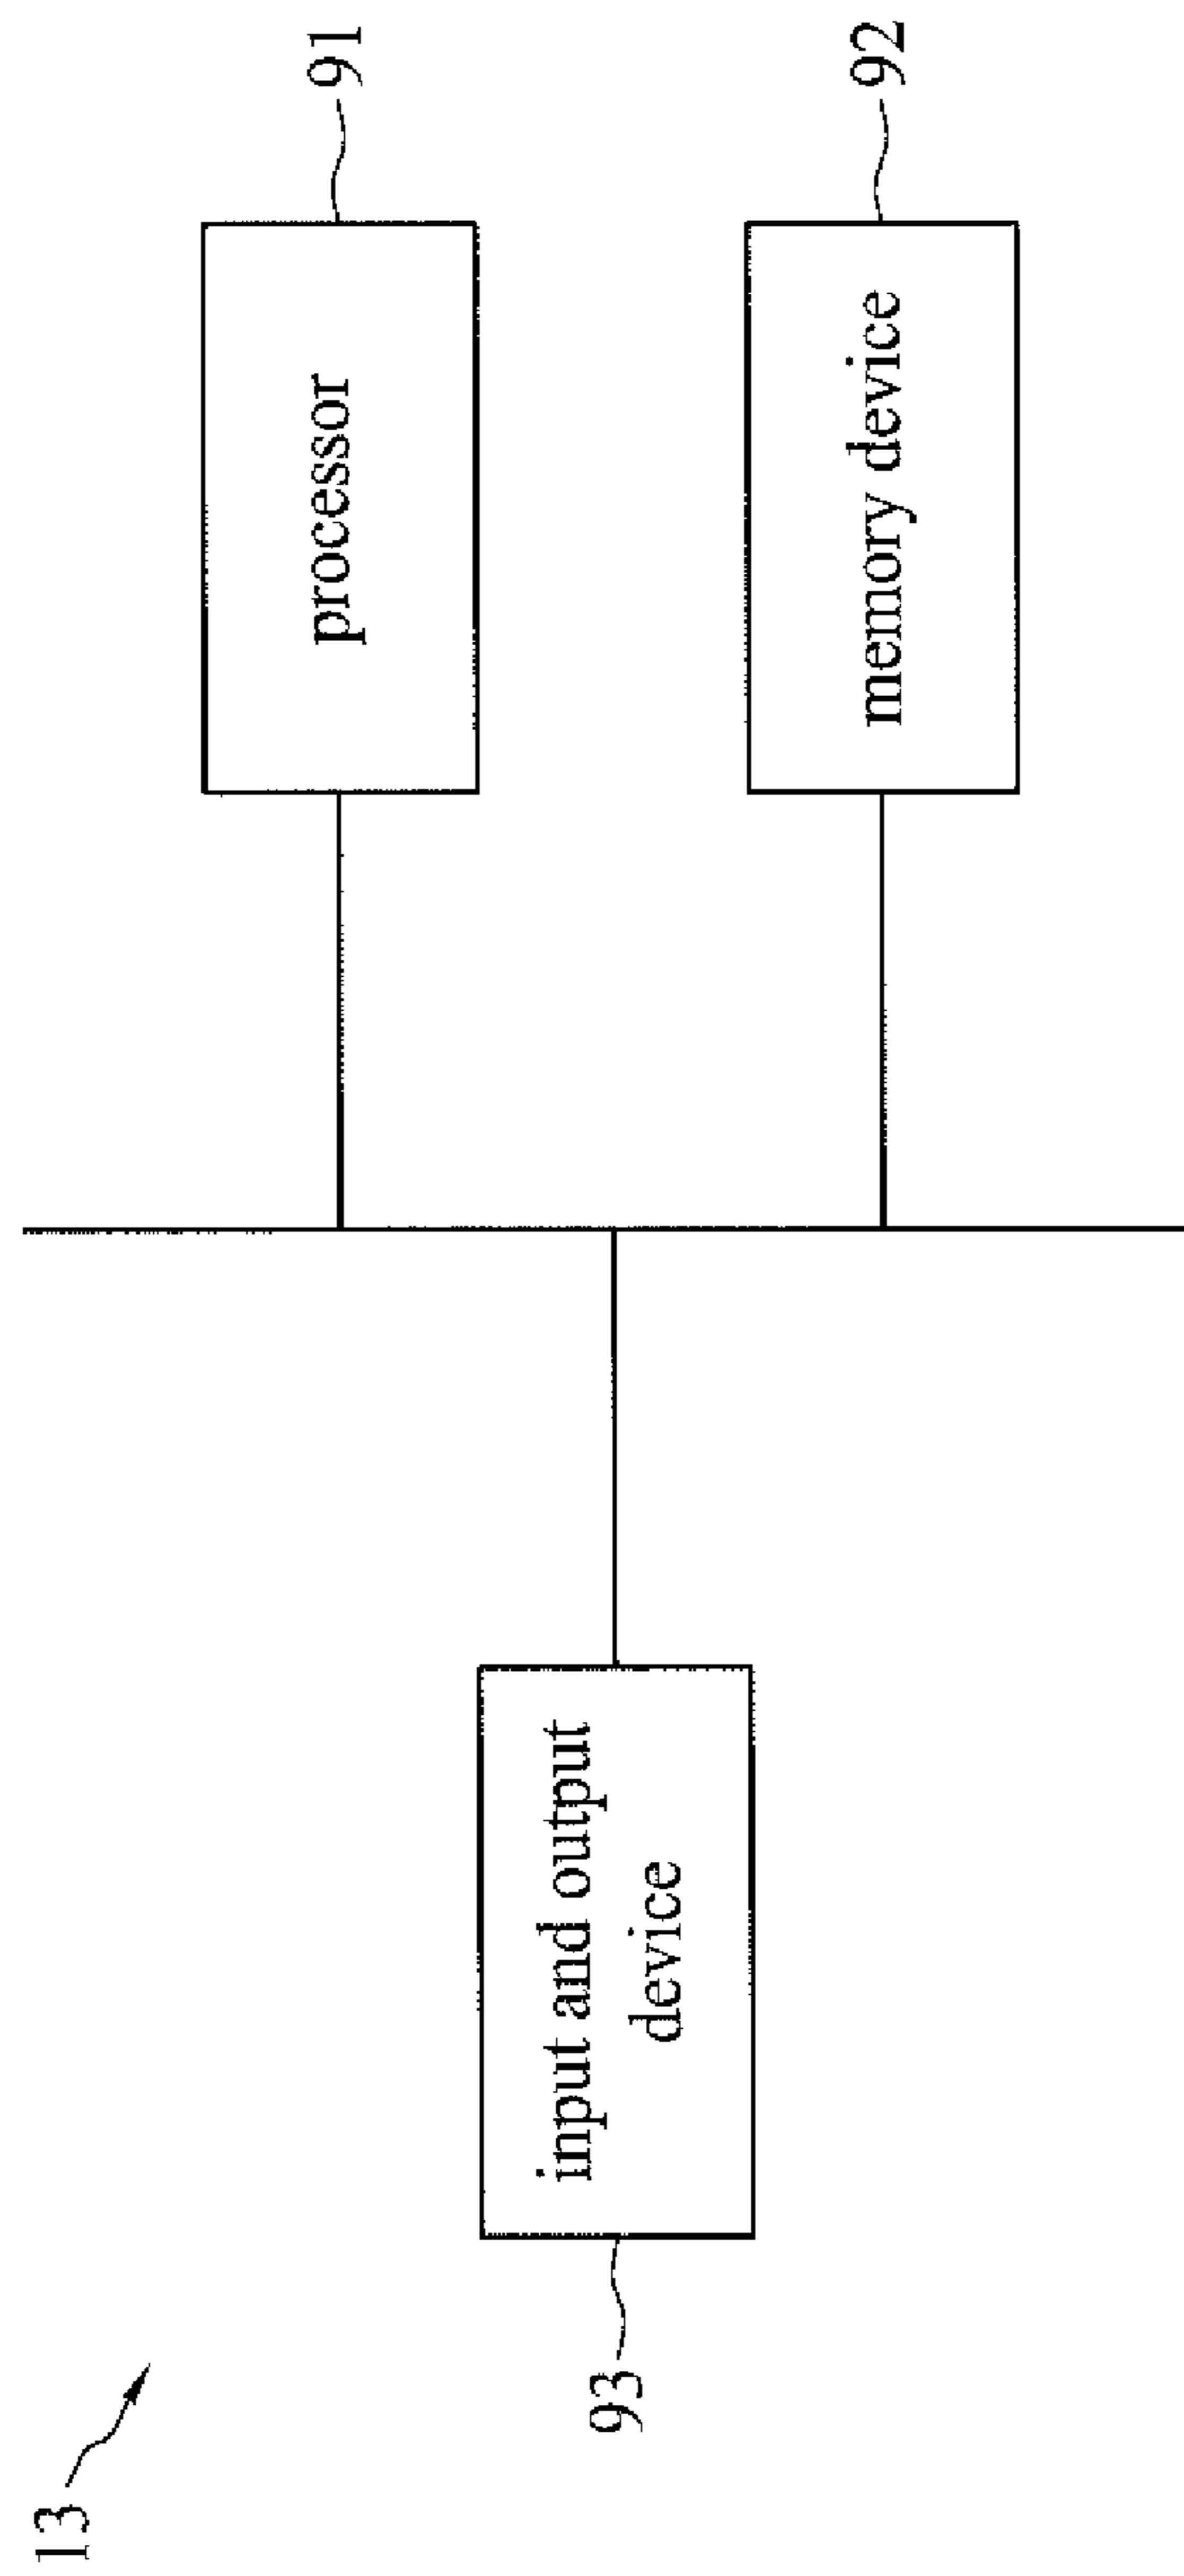 13
93
input and output
device
processor
91
memory device
92